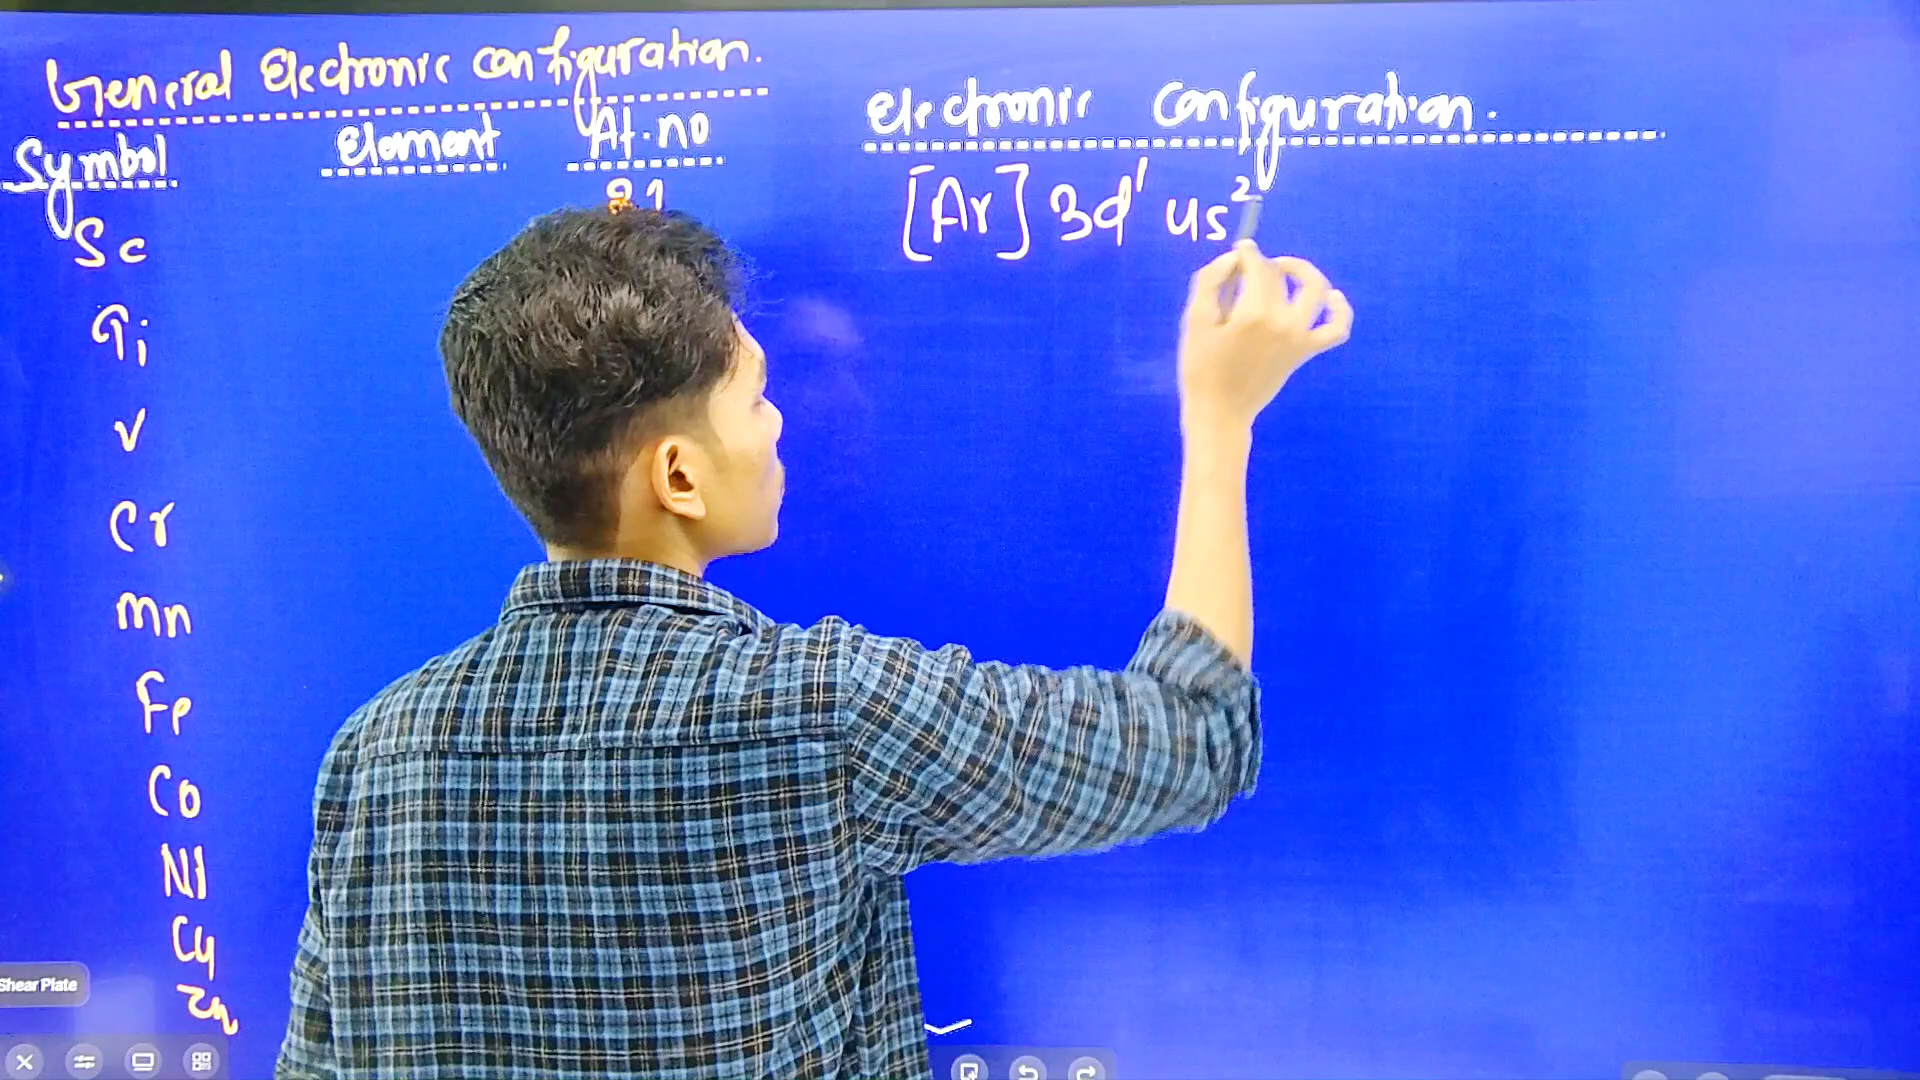 General Electronic configuration.
Symbol Element At.no Electronic configuration.
Sc 21 [Ar] 3d¹ 4s²
Ti
V
Cr
Mn
Fe
Co
Ni
Cu
Zn
Shear Plate